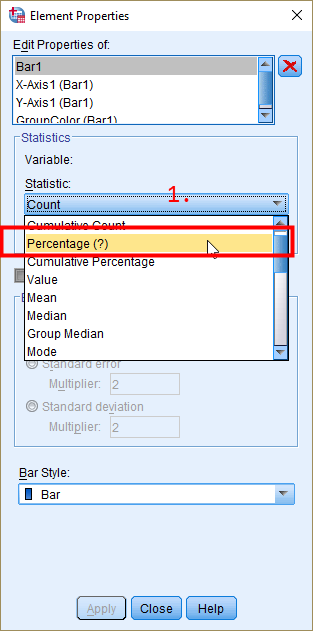 Element Properties
Edit Properties of:
Bar1
X-Axis1 (Bar1)
Y-Axis1 (Bar1)
GroupColor (Bar1)
Statistics
Variable:
Statistic:
1.
Count
Cumulative Count
Percentage (?)
Cumulative Percentage
Value
Mean
Median
Group Median
Mode
Standard error
Multiplier: 2
Standard deviation
Multiplier: 2
Bar Style:
Bar
Apply Close Help